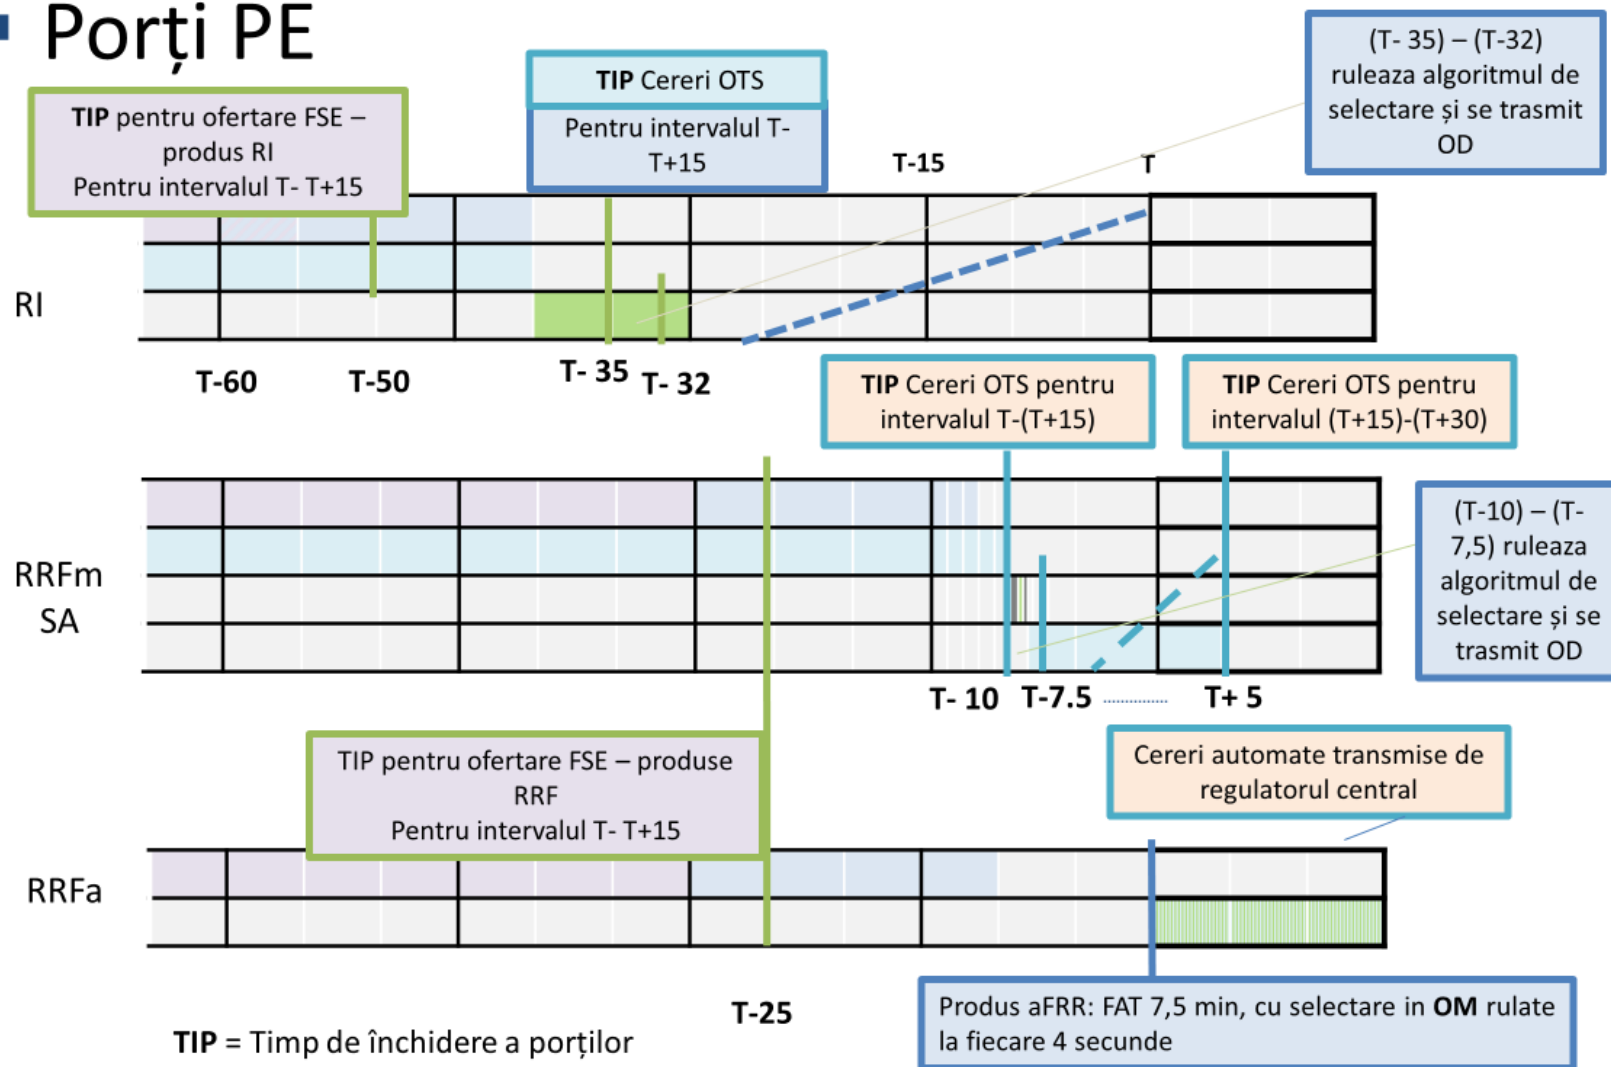 Porți PE
TIP pentru ofertare FSE –
produs RI
Pentru intervalul T- T+15
TIP Cereri OTS
Pentru intervalul T-
T+15
(T- 35) – (T-32)
ruleaza algoritmul de
selectare și se trasmit
OD
T-15
T
RI
T-60
T-50
T- 35
T- 32
TIP Cereri OTS pentru
intervalul T-(T+15)
TIP Cereri OTS pentru
intervalul (T+15)-(T+30)
(T-10) – (T-
7,5) ruleaza
algoritmul de
selectare și se
trasmit OD
RRFm
SA
T- 10
T-7.5
T+ 5
TIP pentru ofertare FSE – produse
RRF
Pentru intervalul T- T+15
Cereri automate transmise de
regulatorul central
RRFa
T-25
Produs aFRR: FAT 7,5 min, cu selectare in OM rulate
la fiecare 4 secunde
TIP = Timp de închidere a porților